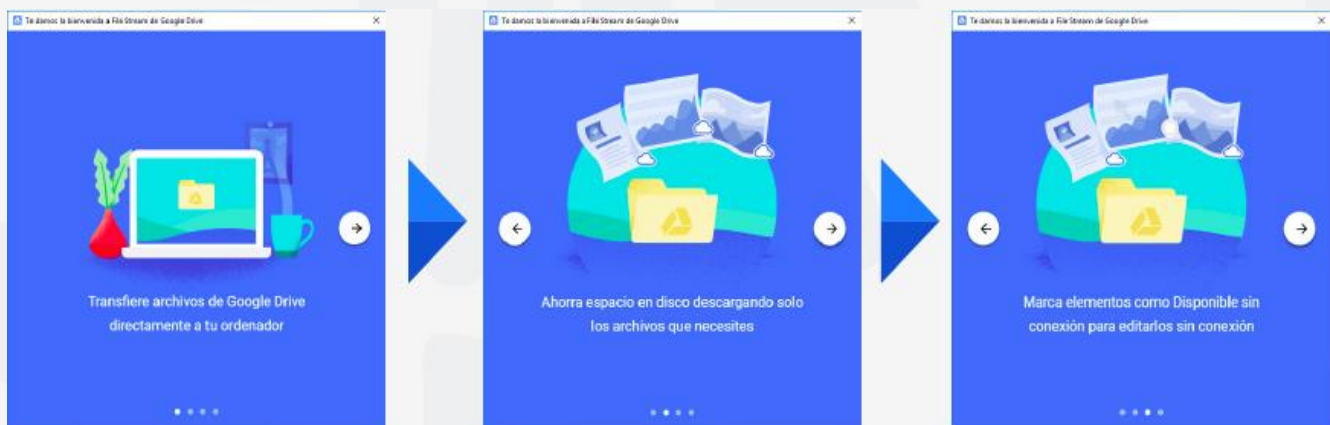 Te damos la bienvenida a File Stream de Google Drive
Transfiere archivos de Google Drive
directamente a tu ordenador
Te damos la bienvenida a File Stream de Google Drive
Ahorra espacio en disco descargando solo
los archivos que necesites
Te damos la bienvenida a File Stream de Google Drive
Marca elementos como Disponible sin
conexión para editarlos sin conexión